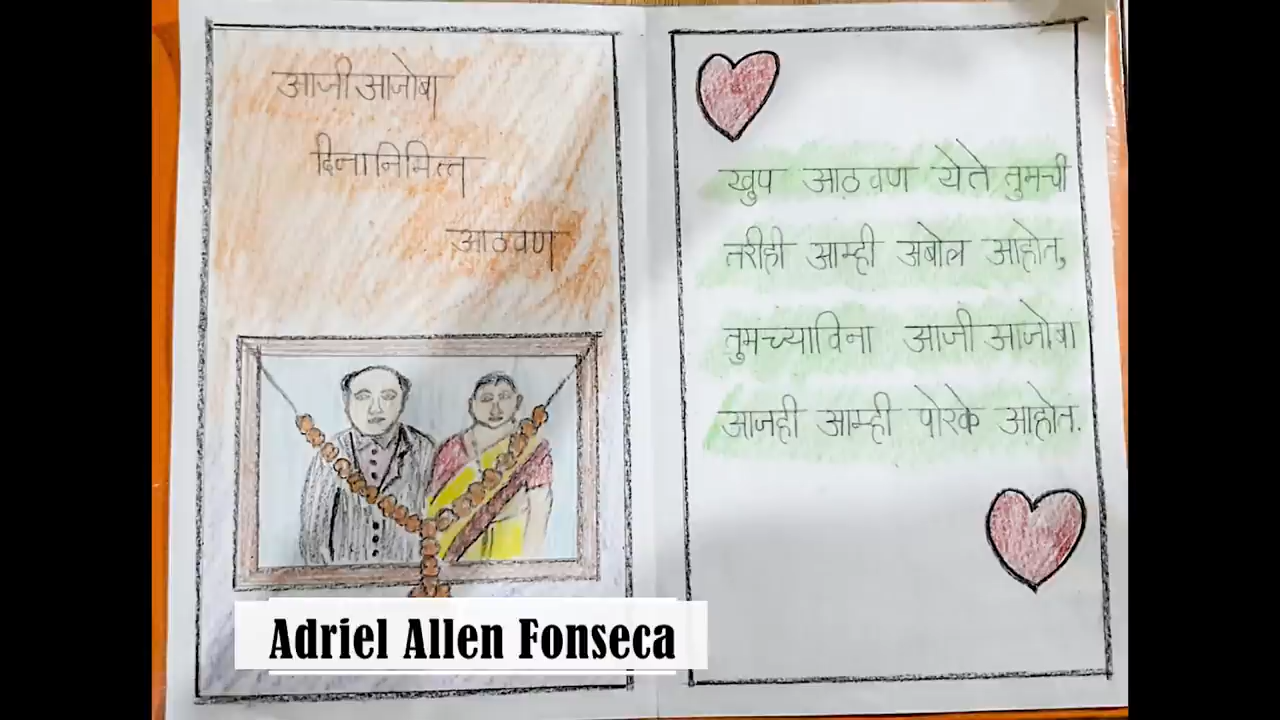 आजी आजोबा
दिनानिमित्त
आठवण
खुप आठवण येते तुमची
तरीही आम्ही अबोल आहोत,
तुमच्याविना आजी आजोबा
आजही आम्ही पोरके आहोत.
Adriel Allen Fonseca